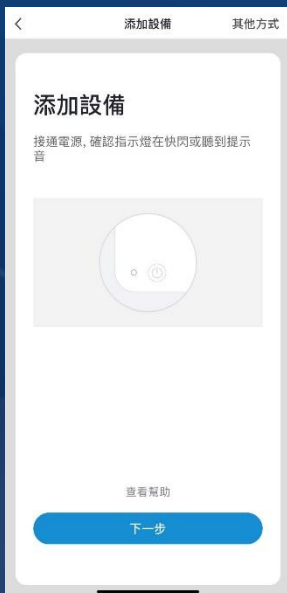 添加設備
其他方式
添加設備
接通電源, 確認指示燈在快閃或聽到提示
音
查看幫助
下一步